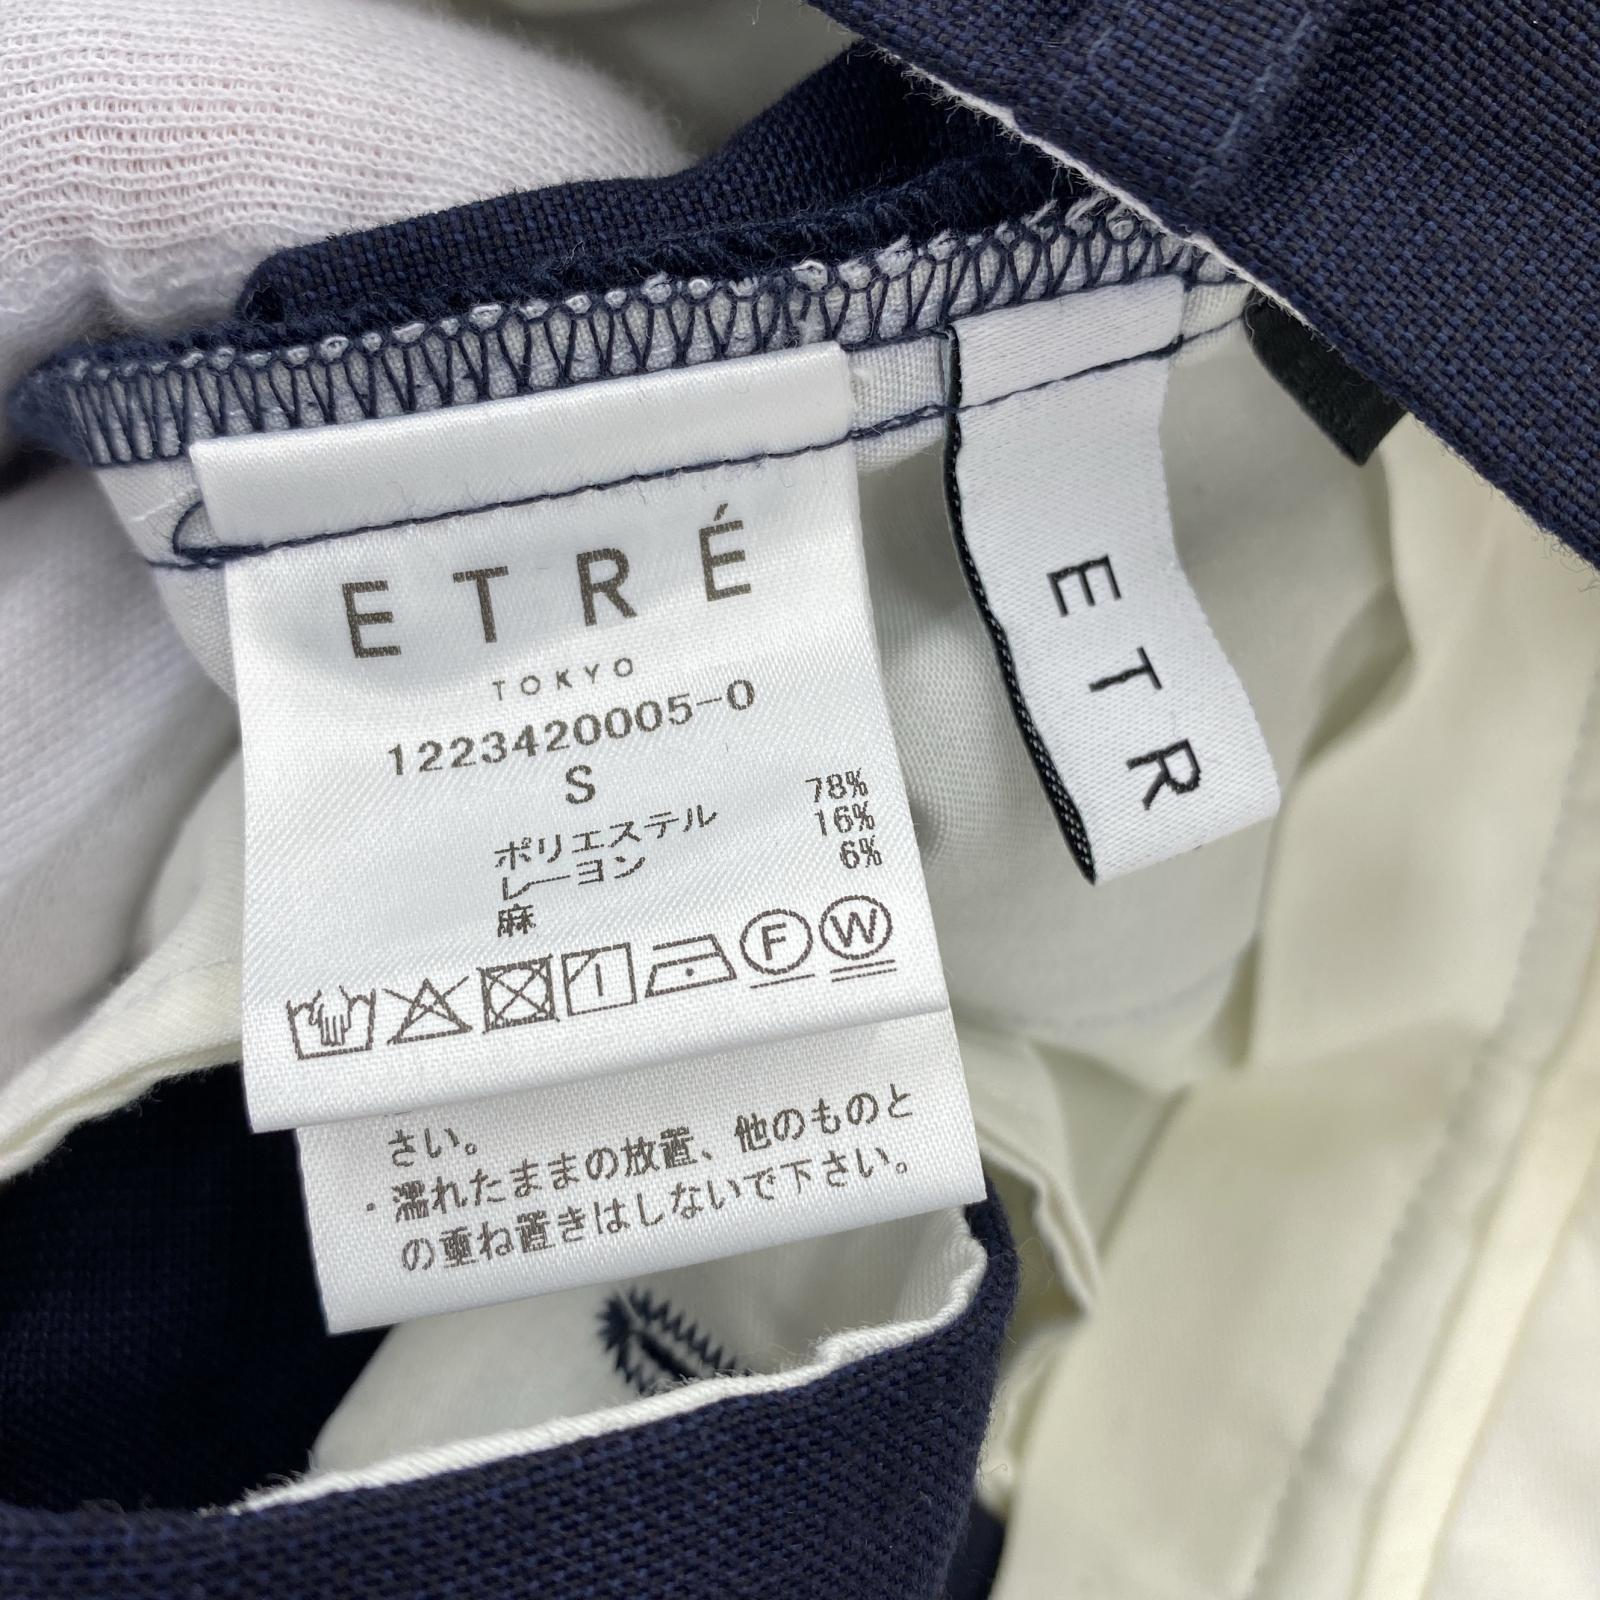 ETRÉ
TOKYO
1223420005-0
S
ポリエステル 78%
レーヨン 16%
麻 6%
F W
さい。
・濡れたままの放置、他のものと
の重ね置きはしないで下さい。
ETR